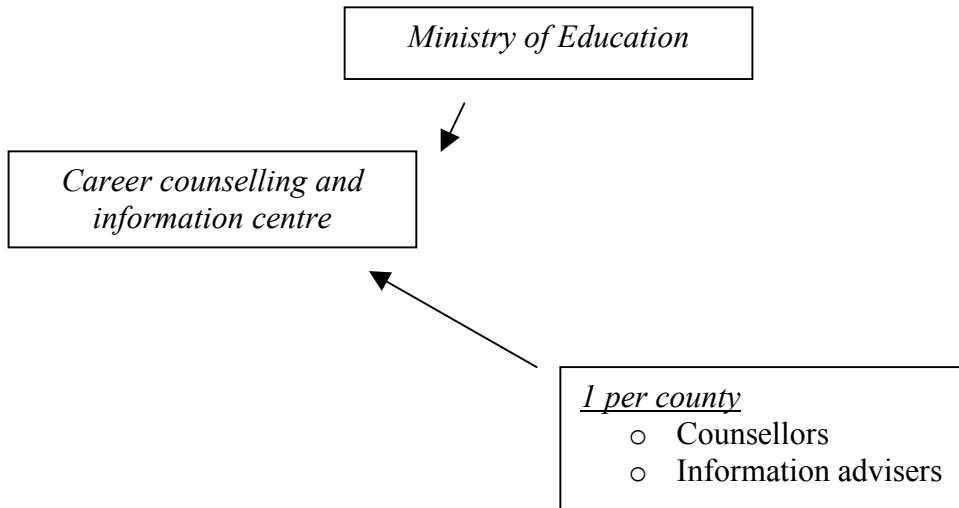 Ministry of Education
Career counselling and
information centre
1 per county
o Counsellors
o Information advisers